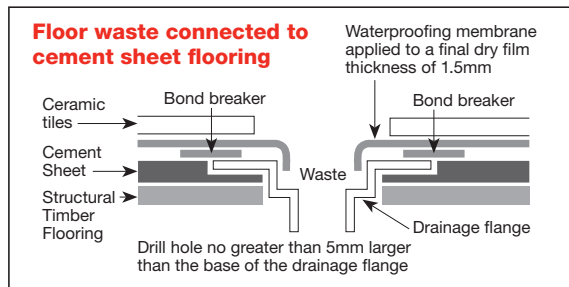 Floor waste connected to
cement sheet flooring
Waterproofing membrane
applied to a final dry film
thickness of 1.5mm
Ceramic
tiles
Bond breaker
Bond breaker
Cement
Sheet
Waste
Structural
Timber
Flooring
Drainage flange
Drill hole no greater than 5mm larger
than the base of the drainage flange